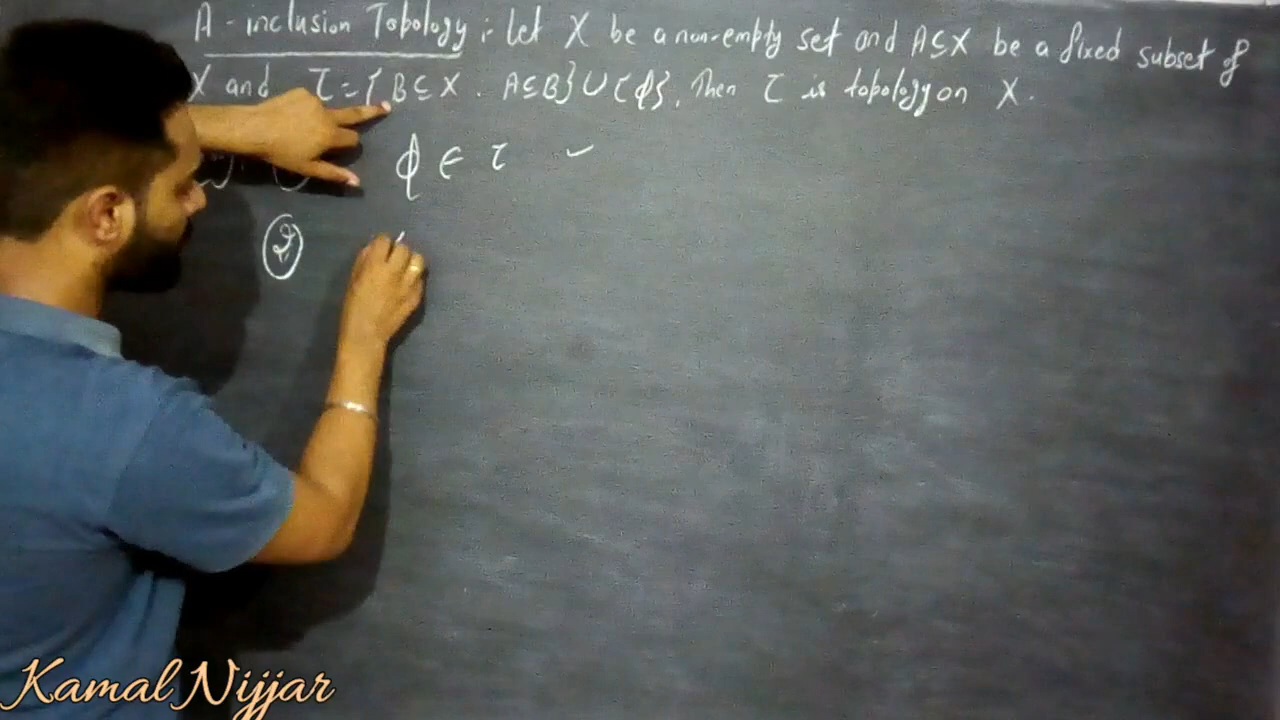 A - inclusion Topology :- Let X be a non-empty set and A⊆X be a fixed subset of
X and τ = { B⊆X . A⊆B} ∪ {ϕ}. Then τ is topology on X.
ϕ ∈ τ ✓
②
Kamal Nijjar